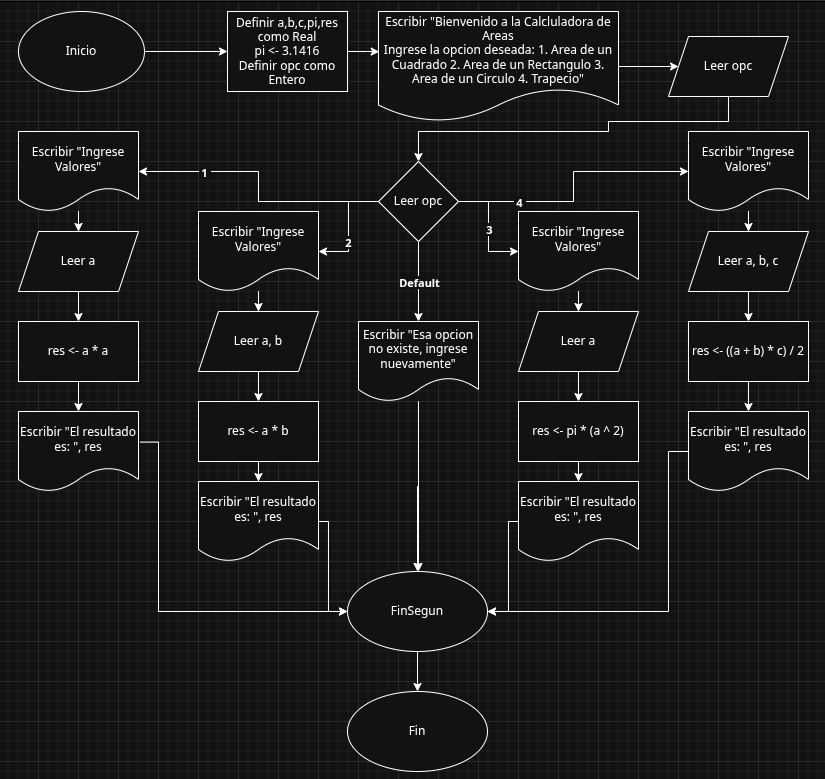 Inicio
Definir a,b,c,pi,res
como Real
pi <- 3.1416
Definir opc como
Entero
Escribir "Bienvenido a la Calcluladora de
Areas
Ingrese la opcion deseada: 1. Area de un
Cuadrado 2. Area de un Rectangulo 3.
Area de un Circulo 4. Trapecio"
Leer opc
Leer opc
1
2
Default
3
4
Escribir "Ingrese
Valores"
Leer a
res <- a * a
Escribir "El resultado
es: ", res
Escribir "Ingrese
Valores"
Leer a, b
res <- a * b
Escribir "El resultado
es: ", res
Escribir "Esa opcion
no existe, ingrese
nuevamente"
Escribir "Ingrese
Valores"
Leer a
res <- pi * (a ^ 2)
Escribir "El resultado
es: ", res
Escribir "Ingrese
Valores"
Leer a, b, c
res <- ((a + b) * c) / 2
Escribir "El resultado
es: ", res
FinSegun
Fin